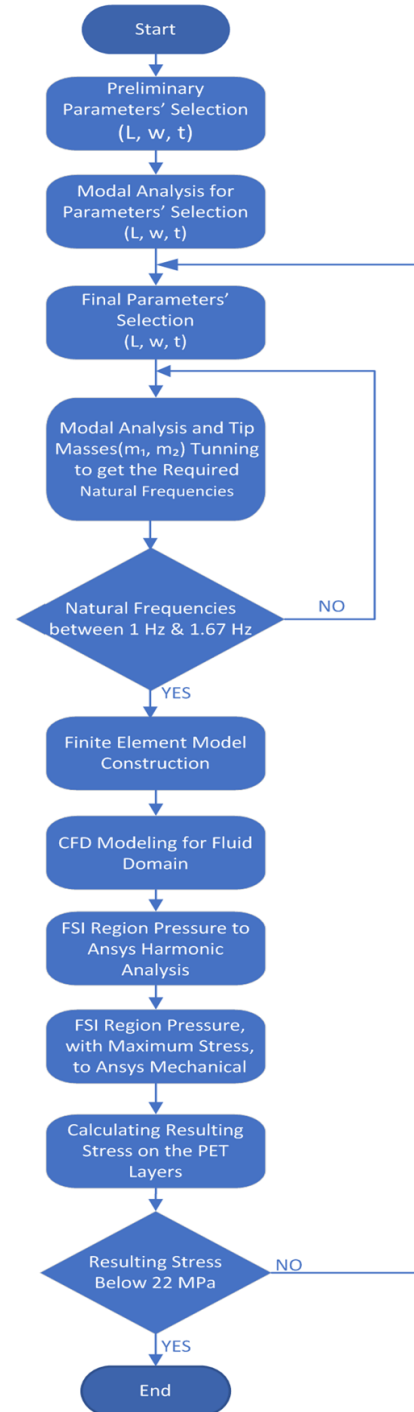 Start
Preliminary
Parameters’ Selection
(L, w, t)
Modal Analysis for
Parameters’ Selection
(L, w, t)
Final Parameters’
Selection
(L, w, t)
Modal Analysis and Tip
Masses(m₁, m₂) Tunning
to get the Required
Natural Frequencies
Natural Frequencies
between 1 Hz & 1.67 Hz
NO
YES
Finite Element Model
Construction
CFD Modeling for Fluid
Domain
FSI Region Pressure to
Ansys Harmonic
Analysis
FSI Region Pressure,
with Maximum Stress,
to Ansys Mechanical
Calculating Resulting
Stress on the PET
Layers
Resulting Stress
Below 22 MPa
NO
YES
End